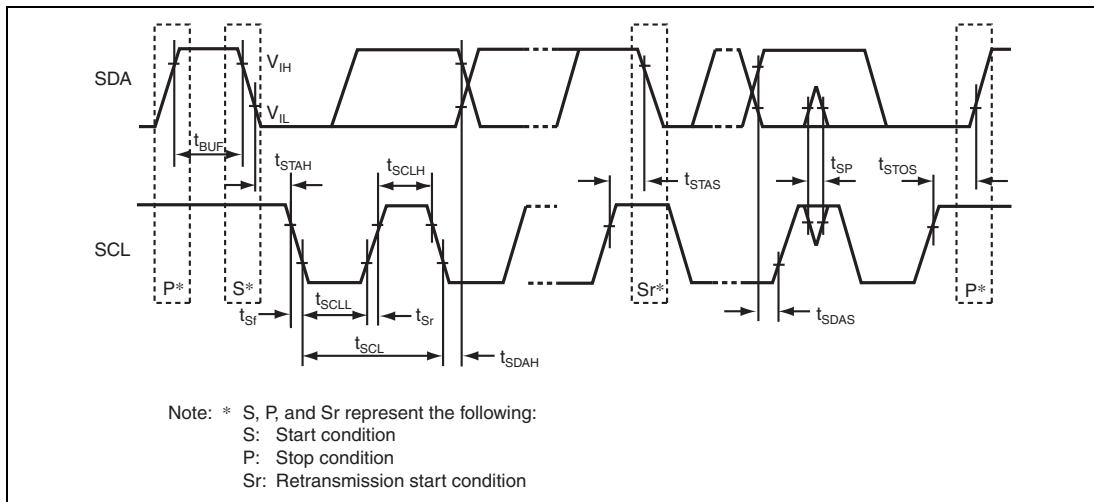 SDA
V_IH
V_IL
t_BUF
t_STAH
t_SCLH
t_STAS
t_SP
t_STOS
SCL
P*
S*
Sr*
P*
t_Sf
t_SCLL
t_Sr
t_SDAS
t_SCL
t_SDAH
Note: * S, P, and Sr represent the following:
S: Start condition
P: Stop condition
Sr: Retransmission start condition